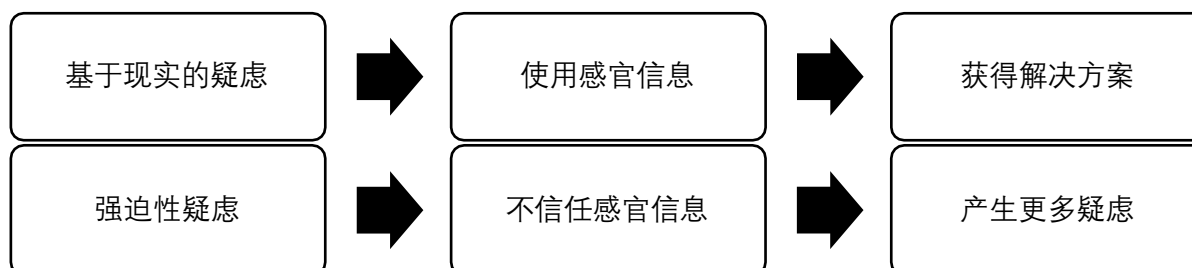 基于现实的疑虑
使用感官信息
获得解决方案
强迫性疑虑
不信任感官信息
产生更多疑虑